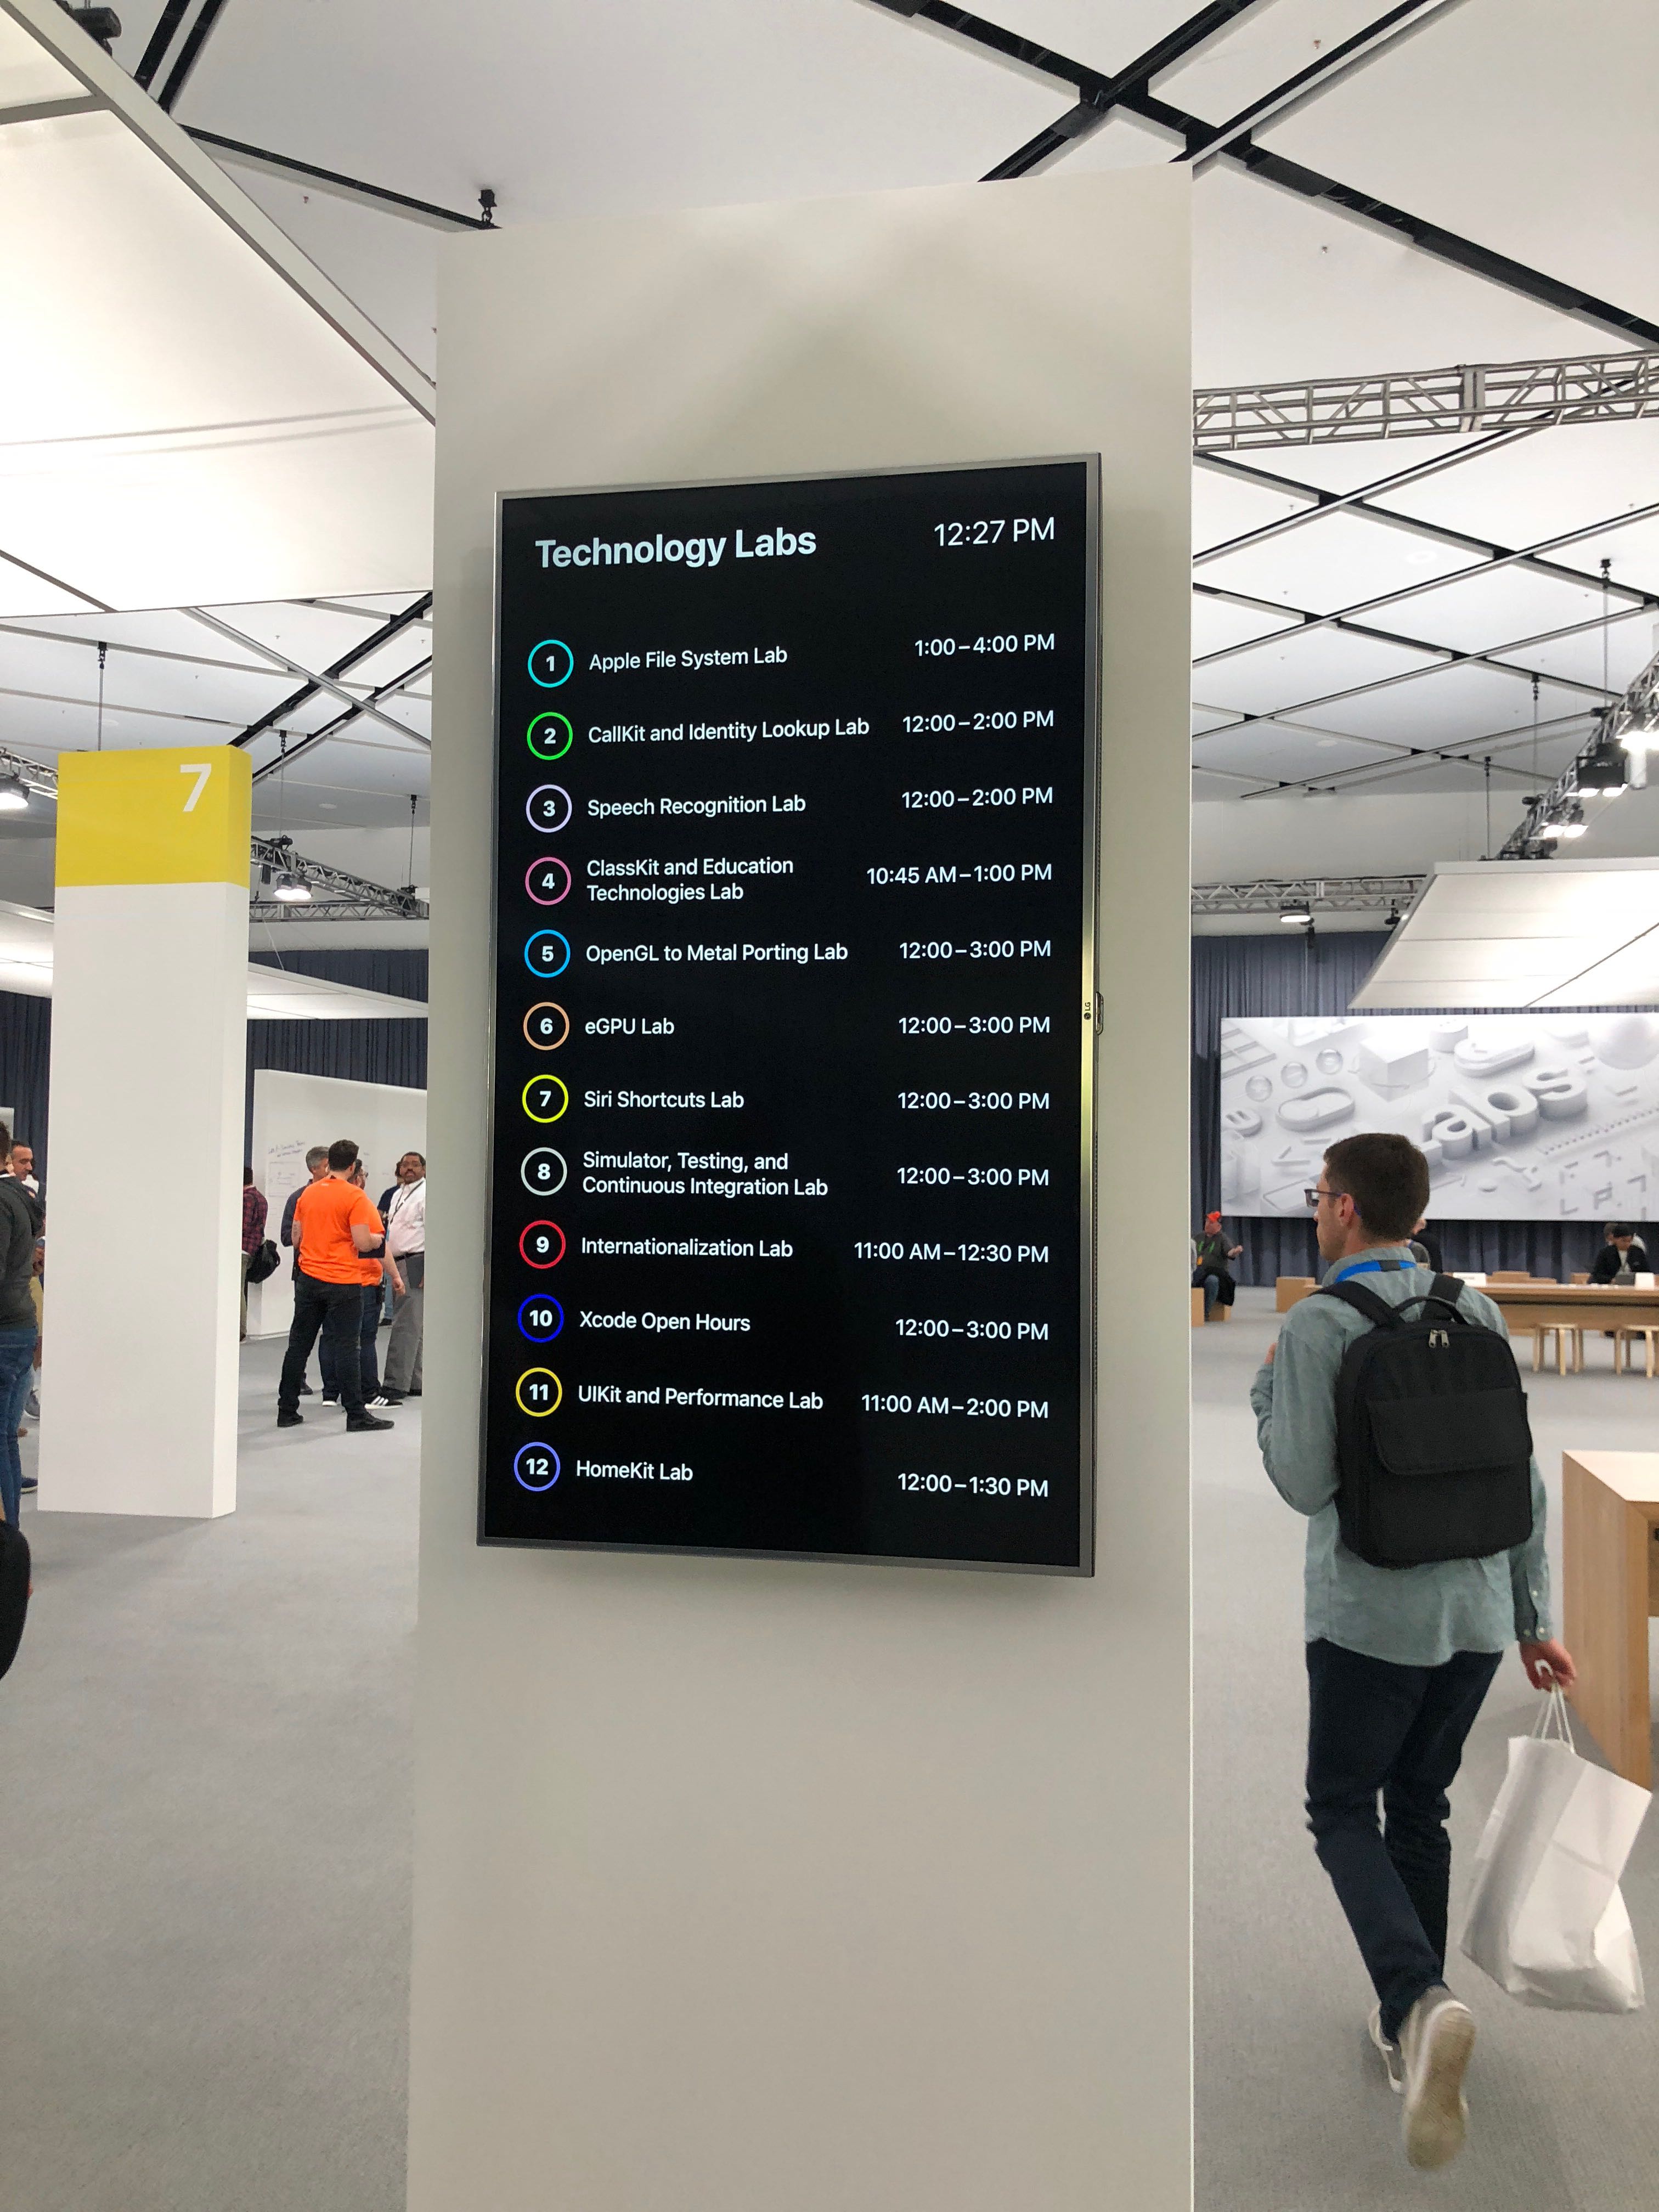 Technology Labs 12:27 PM
1 Apple File System Lab 1:00–4:00 PM
2 CallKit and Identity Lookup Lab 12:00–2:00 PM
3 Speech Recognition Lab 12:00–2:00 PM
4 ClassKit and Education
Technologies Lab 10:45 AM–1:00 PM
5 OpenGL to Metal Porting Lab 12:00–3:00 PM
6 eGPU Lab 12:00–3:00 PM
7 Siri Shortcuts Lab 12:00–3:00 PM
8 Simulator, Testing, and
Continuous Integration Lab 12:00–3:00 PM
9 Internationalization Lab 11:00 AM–12:30 PM
10 Xcode Open Hours 12:00–3:00 PM
11 UIKit and Performance Lab 11:00 AM–2:00 PM
12 HomeKit Lab 12:00–1:30 PM
LG
7
Labs